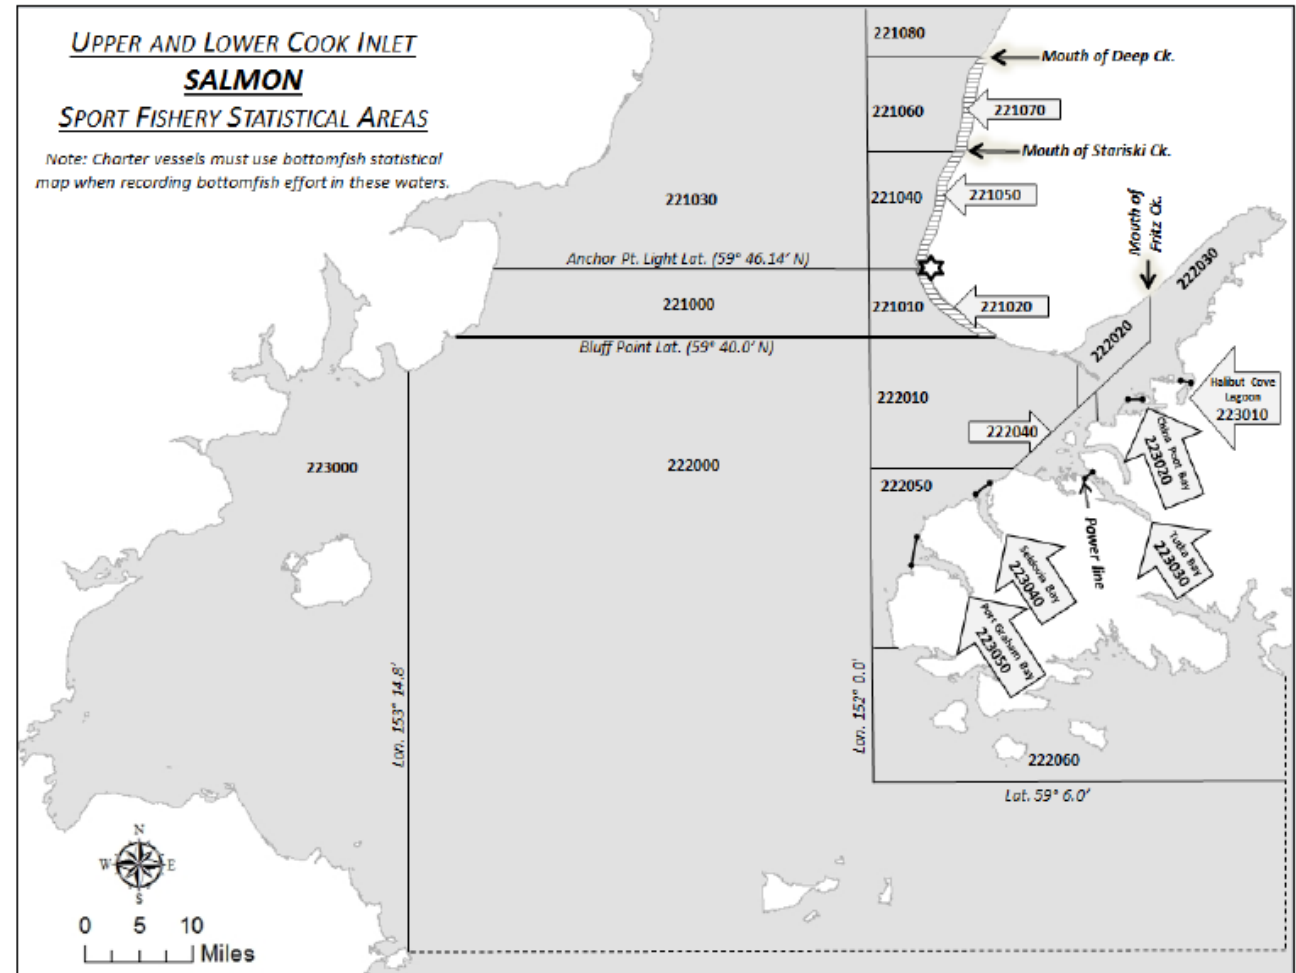 UPPER AND LOWER COOK INLET
SALMON
SPORT FISHERY STATISTICAL AREAS
Note: Charter vessels must use bottomfish statistical
map when recording bottomfish effort in these waters.
221080
Mouth of Deep Ck.
221060
221070
Mouth of Stariski Ck.
221030
221040
221050
Mouth of
Fritz Ck.
222030
Anchor Pt. Light Lat. (59° 46.14' N)
221000
221010
221020
Bluff Point Lat. (59° 40.0' N)
222020
Halibut Cove
Lagoon
223010
222010
222040
China Poot Bay
223020
223000
222000
222050
Power line
Tutka Bay
223030
Seldovia Bay
223040
Port Graham Bay
223050
Lon. 153° 14.8'
Lon. 152° 0.0'
222060
Lat. 59° 6.0'
N
W
E
S
0 5 10
Miles